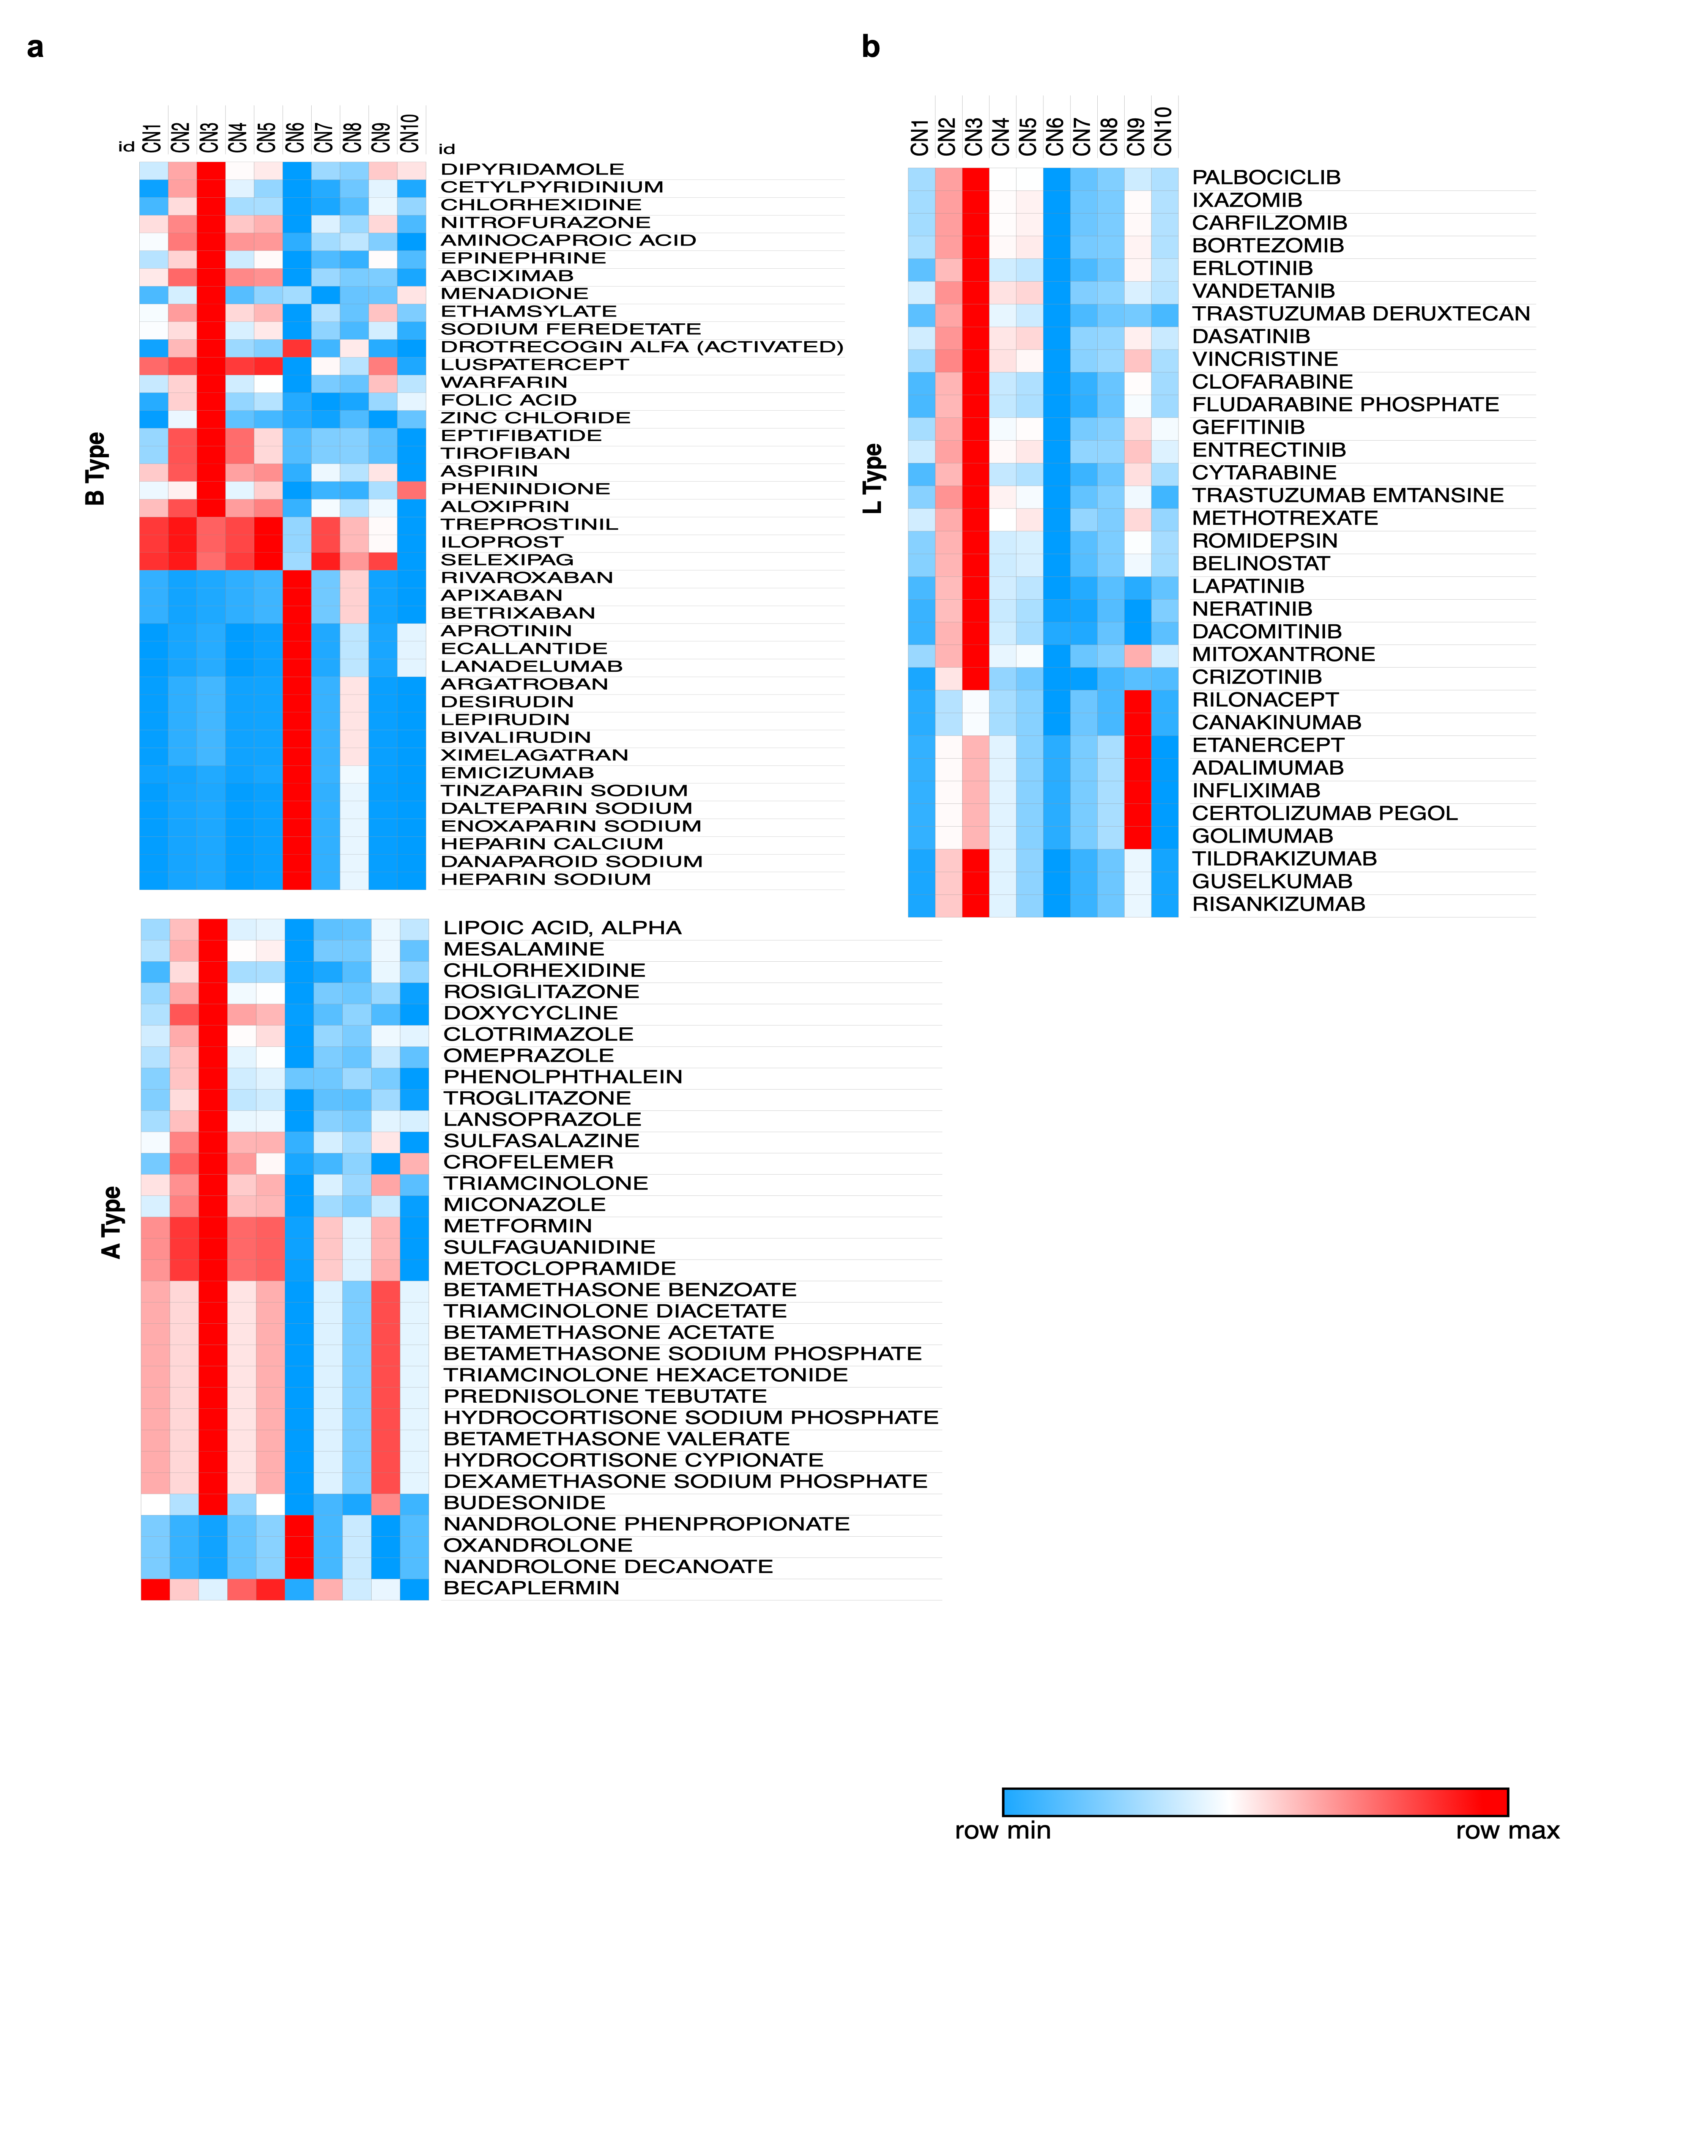 a
id
CN1
CN2
CN3
CN4
CN5
CN6
CN7
CN8
CN9
CN10
id
B Type
DIPYRIDAMOLE
CETYLPYRIDINIUM
CHLORHEXIDINE
NITROFURAZONE
AMINOCAPROIC ACID
EPINEPHRINE
ABCIXIMAB
MENADIONE
ETHAMSYLATE
SODIUM FEREDETATE
DROTRECOGIN ALFA (ACTIVATED)
LUSPATERCEPT
WARFARIN
FOLIC ACID
ZINC CHLORIDE
EPTIFIBATIDE
TIROFIBAN
ASPIRIN
PHENINDIONE
ALOXIPRIN
TREPROSTINIL
ILOPROST
SELEXIPAG
RIVAROXABAN
APIXABAN
BETRIXABAN
APROTININ
ECALLANTIDE
LANADELUMAB
ARGATROBAN
DESIRUDIN
LEPIRUDIN
BIVALIRUDIN
XIMELAGATRAN
EMICIZUMAB
TINZAPARIN SODIUM
DALTEPARIN SODIUM
ENOXAPARIN SODIUM
HEPARIN CALCIUM
DANAPAROID SODIUM
HEPARIN SODIUM
A Type
LIPOIC ACID, ALPHA
MESALAMINE
CHLORHEXIDINE
ROSIGLITAZONE
DOXYCYCLINE
CLOTRIMAZOLE
OMEPRAZOLE
PHENOLPHTHALEIN
TROGLITAZONE
LANSOPRAZOLE
SULFASALAZINE
CROFELEMER
TRIAMCINOLONE
MICONAZOLE
METFORMIN
SULFAGUANIDINE
METOCLOPRAMIDE
BETAMETHASONE BENZOATE
TRIAMCINOLONE DIACETATE
BETAMETHASONE ACETATE
BETAMETHASONE SODIUM PHOSPHATE
TRIAMCINOLONE HEXACETONIDE
PREDNISOLONE TEBUTATE
HYDROCORTISONE SODIUM PHOSPHATE
BETAMETHASONE VALERATE
HYDROCORTISONE CYPIONATE
DEXAMETHASONE SODIUM PHOSPHATE
BUDESONIDE
NANDROLONE PHENPROPIONATE
OXANDROLONE
NANDROLONE DECANOATE
BECAPLERMIN
b
CN1
CN2
CN3
CN4
CN5
CN6
CN7
CN8
CN9
CN10
L Type
PALBOCICLIB
IXAZOMIB
CARFILZOMIB
BORTEZOMIB
ERLOTINIB
VANDETANIB
TRASTUZUMAB DERUXTECAN
DASATINIB
VINCRISTINE
CLOFARABINE
FLUDARABINE PHOSPHATE
GEFITINIB
ENTRECTINIB
CYTARABINE
TRASTUZUMAB EMTANSINE
METHOTREXATE
ROMIDEPSIN
BELINOSTAT
LAPATINIB
NERATINIB
DACOMITINIB
MITOXANTRONE
CRIZOTINIB
RILONACEPT
CANAKINUMAB
ETANERCEPT
ADALIMUMAB
INFLIXIMAB
CERTOLIZUMAB PEGOL
GOLIMUMAB
TILDRAKIZUMAB
GUSELKUMAB
RISANKIZUMAB
row min
row max